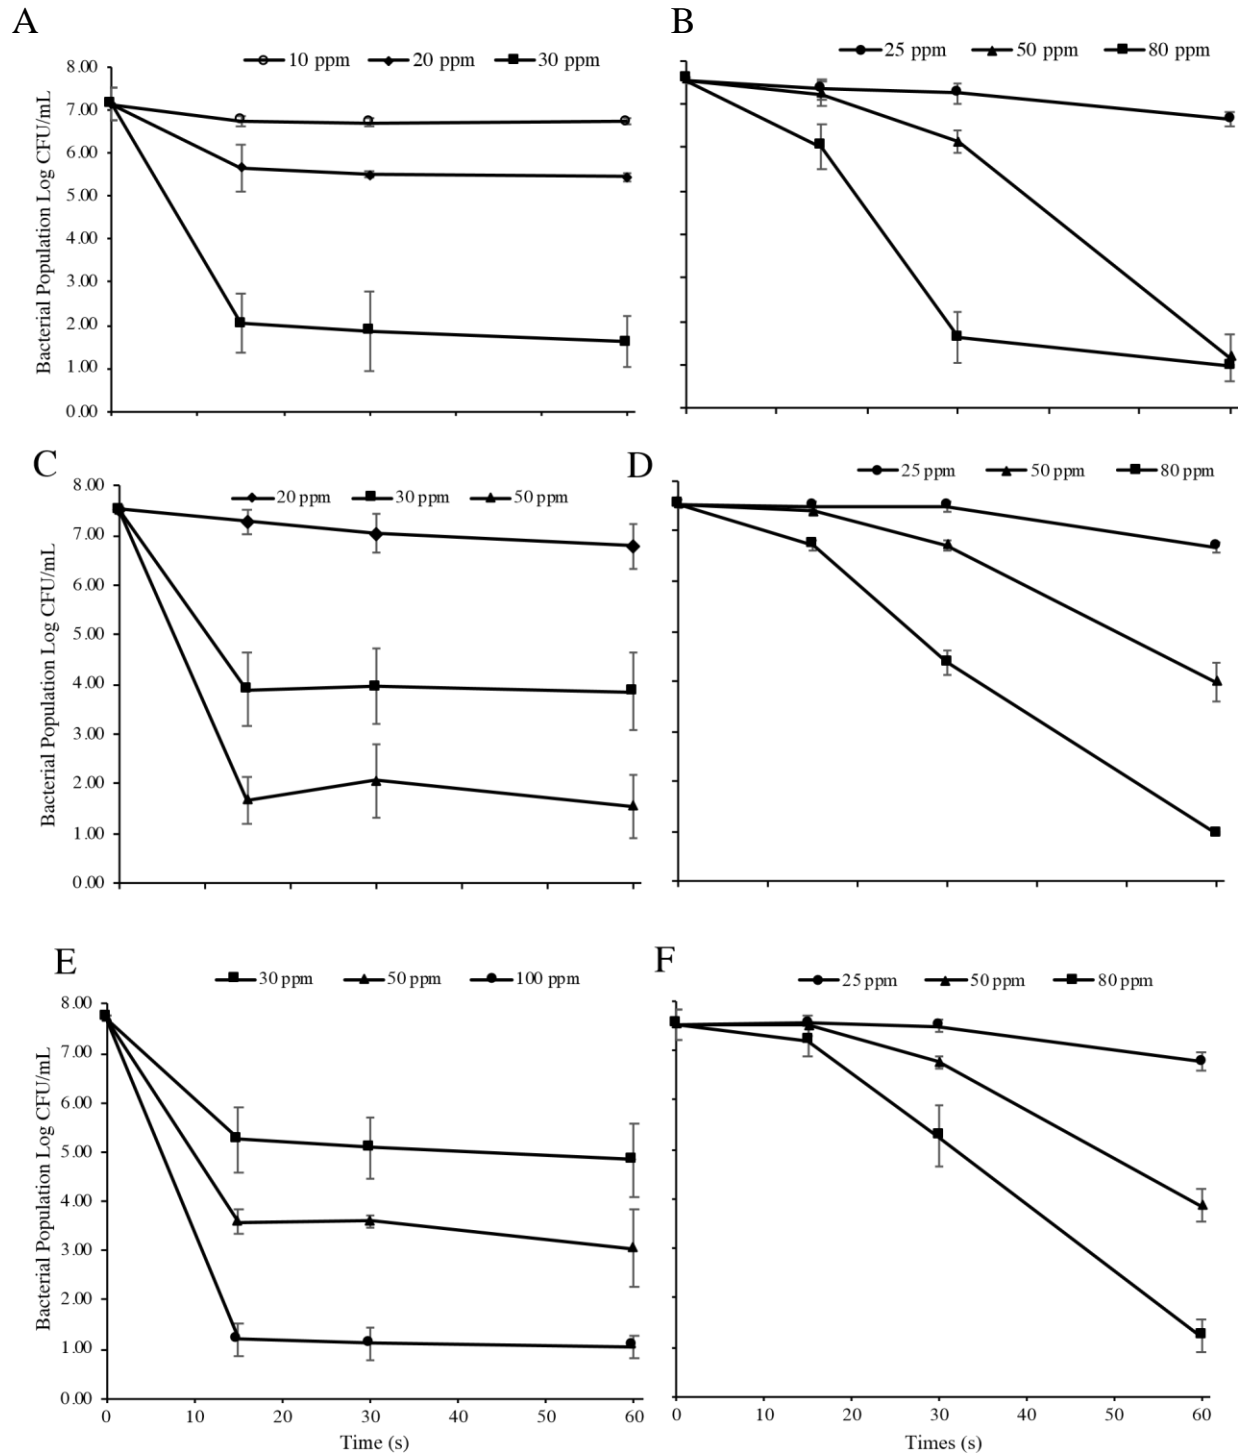 A
10 ppm 20 ppm 30 ppm
8.00
7.00
6.00
5.00
4.00
3.00
2.00
1.00
0.00
Bacterial Population Log CFU/mL
B
25 ppm 50 ppm 80 ppm
C
20 ppm 30 ppm 50 ppm
8.00
7.00
6.00
5.00
4.00
3.00
2.00
1.00
0.00
Bacterial Population Log CFU/mL
D
25 ppm 50 ppm 80 ppm
E
30 ppm 50 ppm 100 ppm
8.00
7.00
6.00
5.00
4.00
3.00
2.00
1.00
0.00
Bacterial Population Log CFU/mL
0 10 20 30 40 50 60
Time (s)
F
25 ppm 50 ppm 80 ppm
0 10 20 30 40 50 60
Times (s)